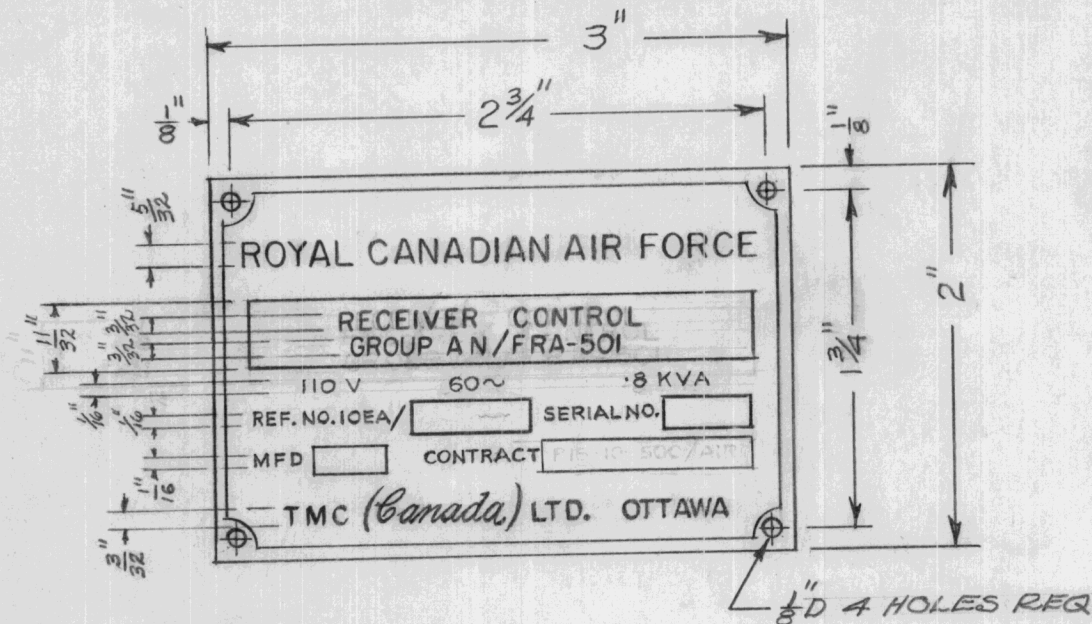 3"
2 3/4"
1/8"
1/8"
5/32"
ROYAL CANADIAN AIR FORCE
2"
1 3/4"
11/32"
3/32"
3/32"
RECEIVER CONTROL
GROUP AN/FRA-501
110 V 60~ .8 KVA
1/16"
1/16"
REF. NO. 10EA/ SERIAL NO.
MFD CONTRACT
1/16"
TMC (Canada) LTD. OTTAWA
3/32"
1/8" D 4 HOLES REQ